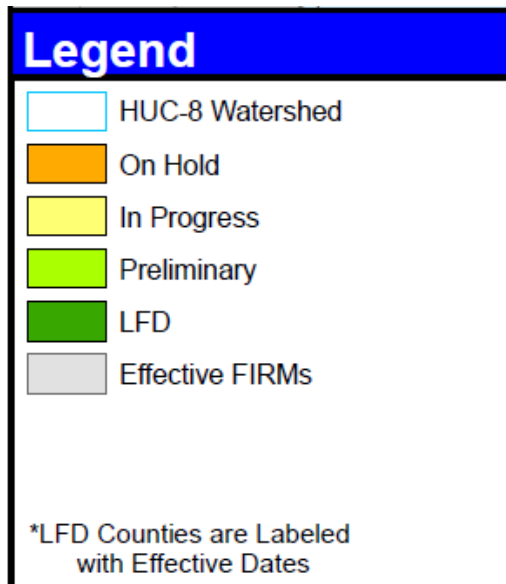 Legend
HUC-8 Watershed
On Hold
In Progress
Preliminary
LFD
Effective FIRMs
*LFD Counties are Labeled
with Effective Dates